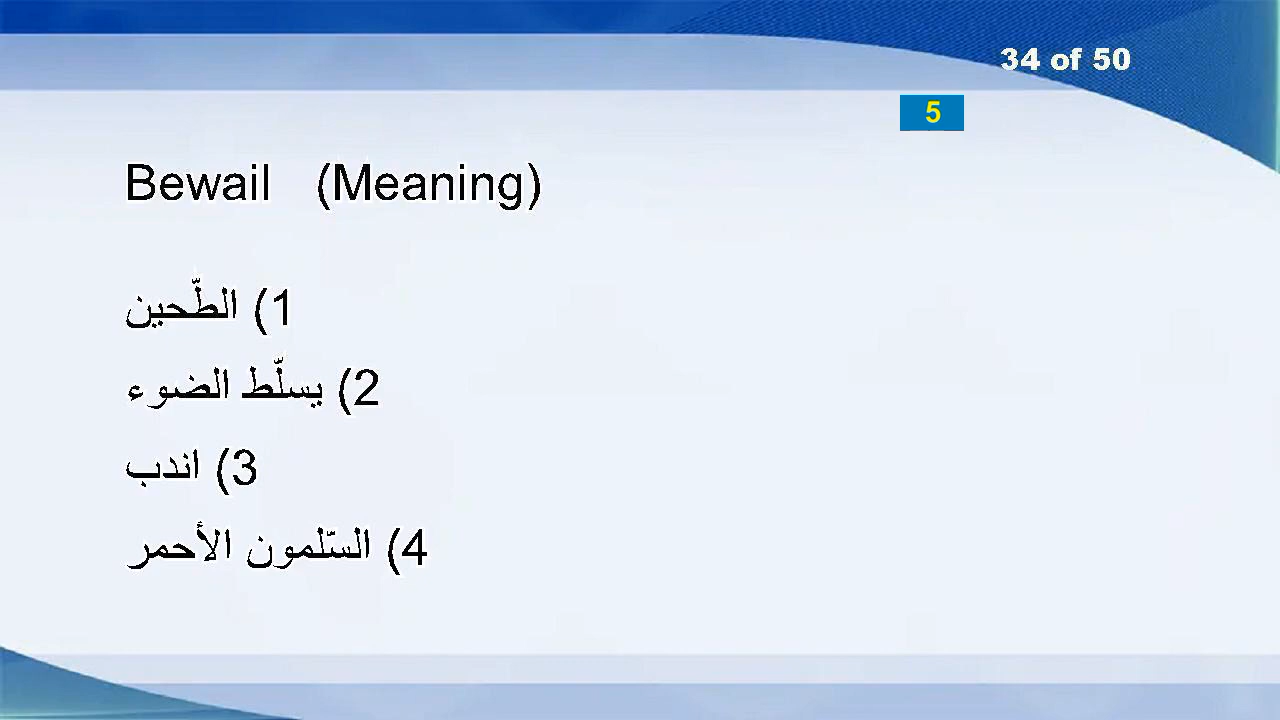 34 of 50
5
Bewail (Meaning)
1) الطّحين
2) يسلّط الضوء
3) اندب
4) السّلمون الأحمر